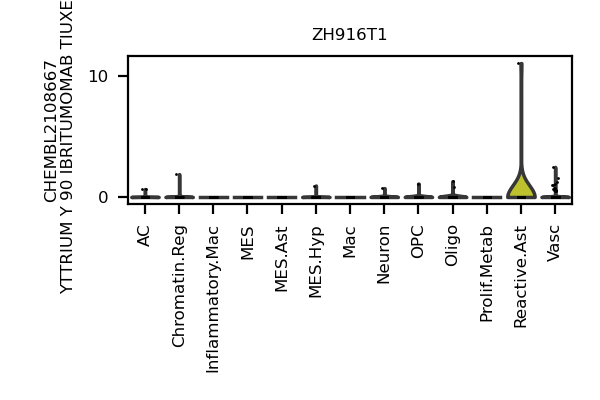 ZH916T1
CHEMBL2108667
YTTRIUM Y 90 IBRITUMOMAB TIUXE
10
0
AC
Chromatin.Reg
Inflammatory.Mac
MES
MES.Ast
MES.Hyp
Mac
Neuron
OPC
Oligo
Prolif.Metab
Reactive.Ast
Vasc